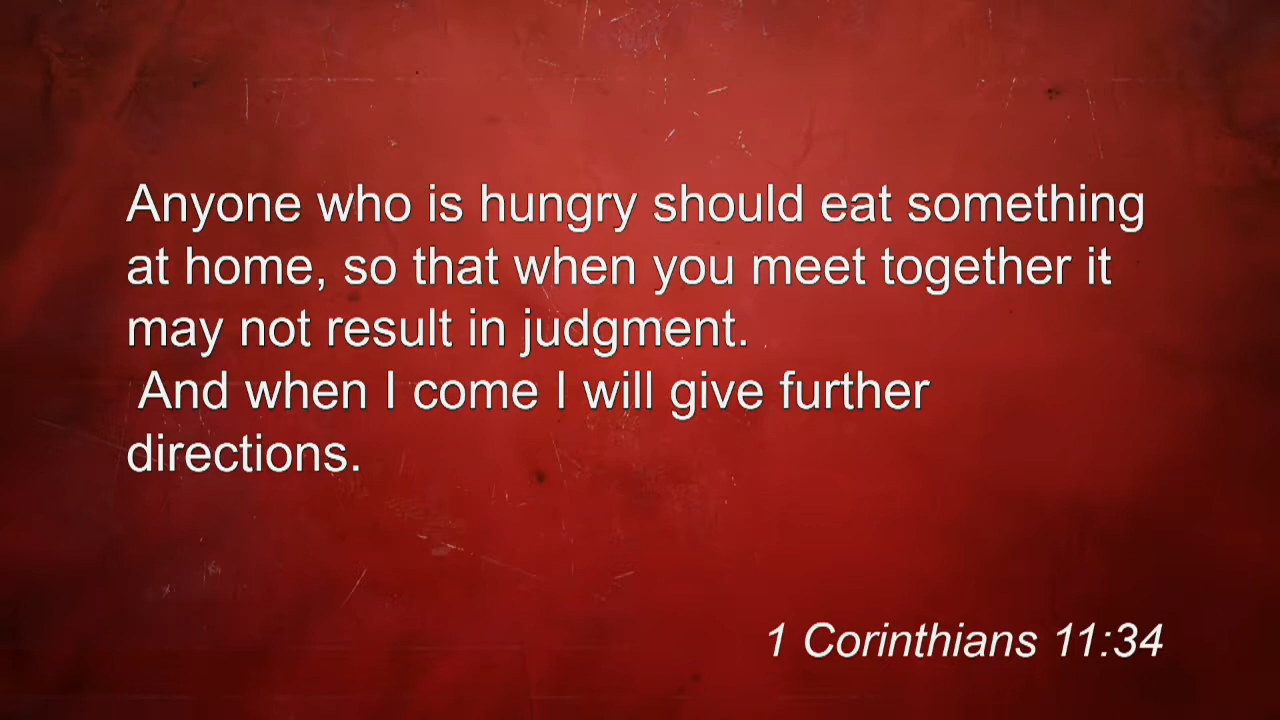 Anyone who is hungry should eat something
at home, so that when you meet together it
may not result in judgment.
And when I come I will give further
directions.
1 Corinthians 11:34